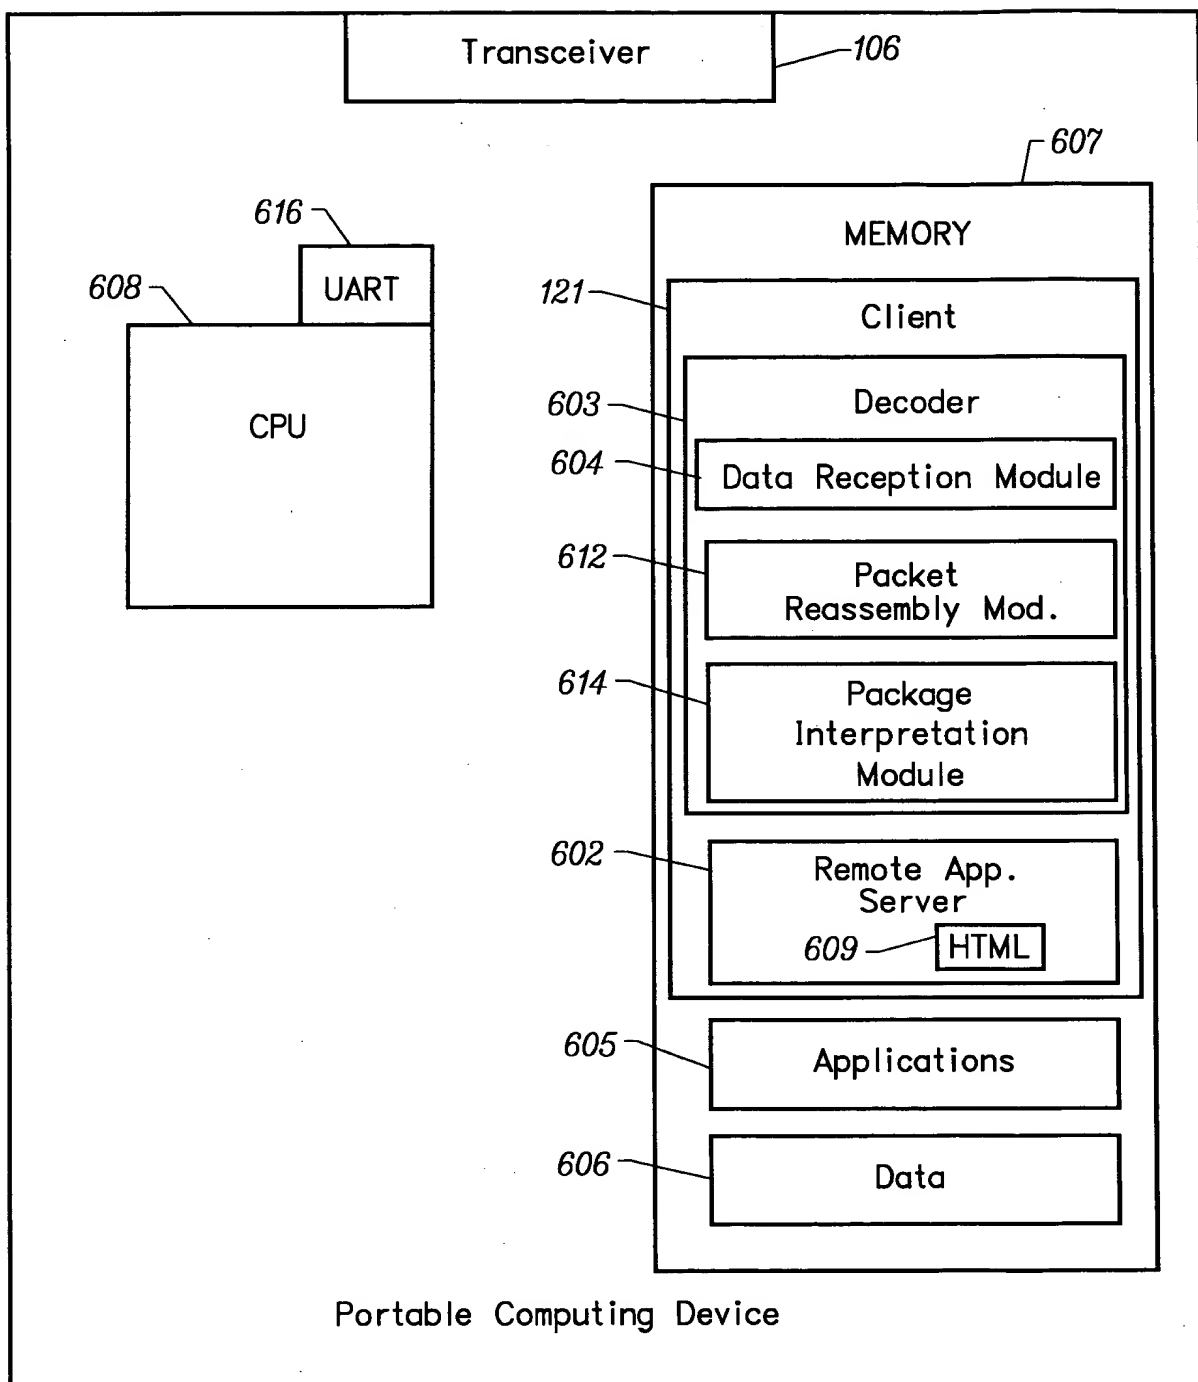 Transceiver
106
607
MEMORY
616
UART
608
CPU
121
Client
603
Decoder
604
Data Reception Module
612
Packet
Reassembly Mod.
614
Package
Interpretation
Module
602
Remote App.
Server
609
HTML
605
Applications
606
Data
Portable Computing Device